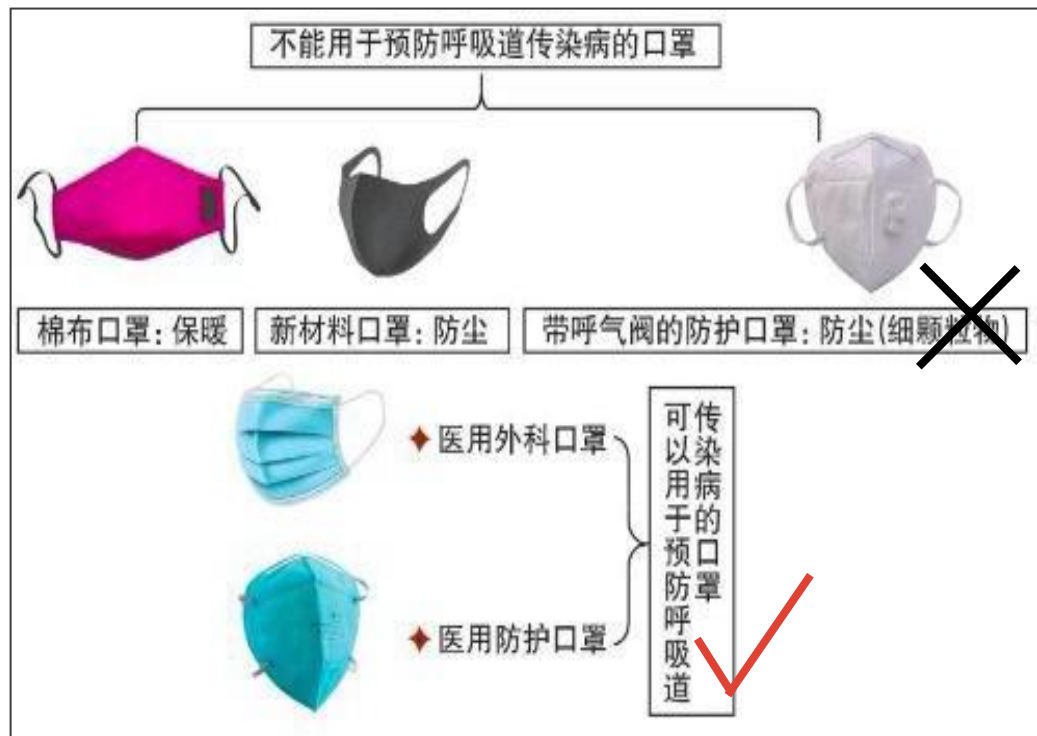 不能用于预防呼吸道传染病的口罩
棉布口罩：保暖
新材料口罩：防尘
带呼气阀的防护口罩：防尘(细颗粒物)
医用外科口罩
医用防护口罩
可以用于预防呼吸道
传染病的口罩